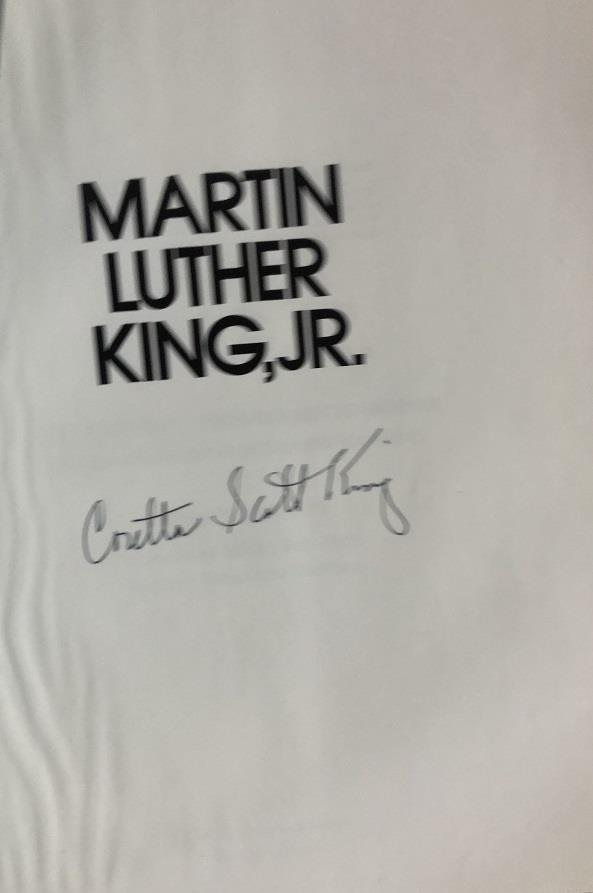 MARTIN
LUTHER
KING, JR.
Coretta Scott King